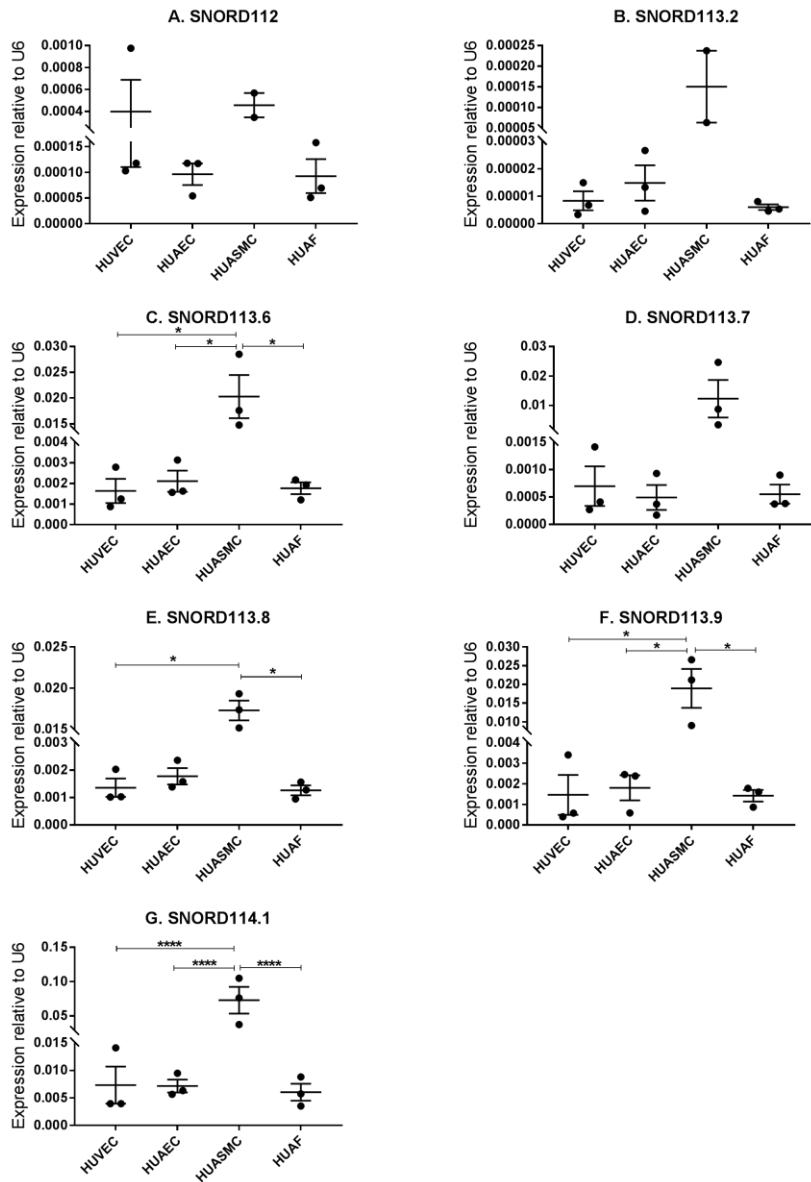 A. SNORD112
Expression relative to U6
0.0010
0.0008
0.0006
0.0004
0.00015
0.00010
0.00005
0.00000
HUVEC
HUAEC
HUASMC
HUAF
B. SNORD113.2
Expression relative to U6
0.00025
0.00020
0.00015
0.00010
0.00005
0.00003
0.00002
0.00001
0.00000
HUVEC
HUAEC
HUASMC
HUAF
C. SNORD113.6
Expression relative to U6
0.030
0.025
0.020
0.015
0.004
0.003
0.002
0.001
0.000
*
* *
HUVEC
HUAEC
HUASMC
HUAF
D. SNORD113.7
Expression relative to U6
0.03
0.02
0.01
0.0015
0.0010
0.0005
0.0000
HUVEC
HUAEC
HUASMC
HUAF
E. SNORD113.8
Expression relative to U6
0.025
0.020
0.015
0.003
0.002
0.001
0.000
*
*
HUVEC
HUAEC
HUASMC
HUAF
F. SNORD113.9
Expression relative to U6
0.030
0.025
0.020
0.015
0.010
0.004
0.003
0.002
0.001
0.000
*
* *
HUVEC
HUAEC
HUASMC
HUAF
G. SNORD114.1
Expression relative to U6
0.15
0.10
0.05
0.015
0.010
0.005
0.000
****
**** ****
HUVEC
HUAEC
HUASMC
HUAF